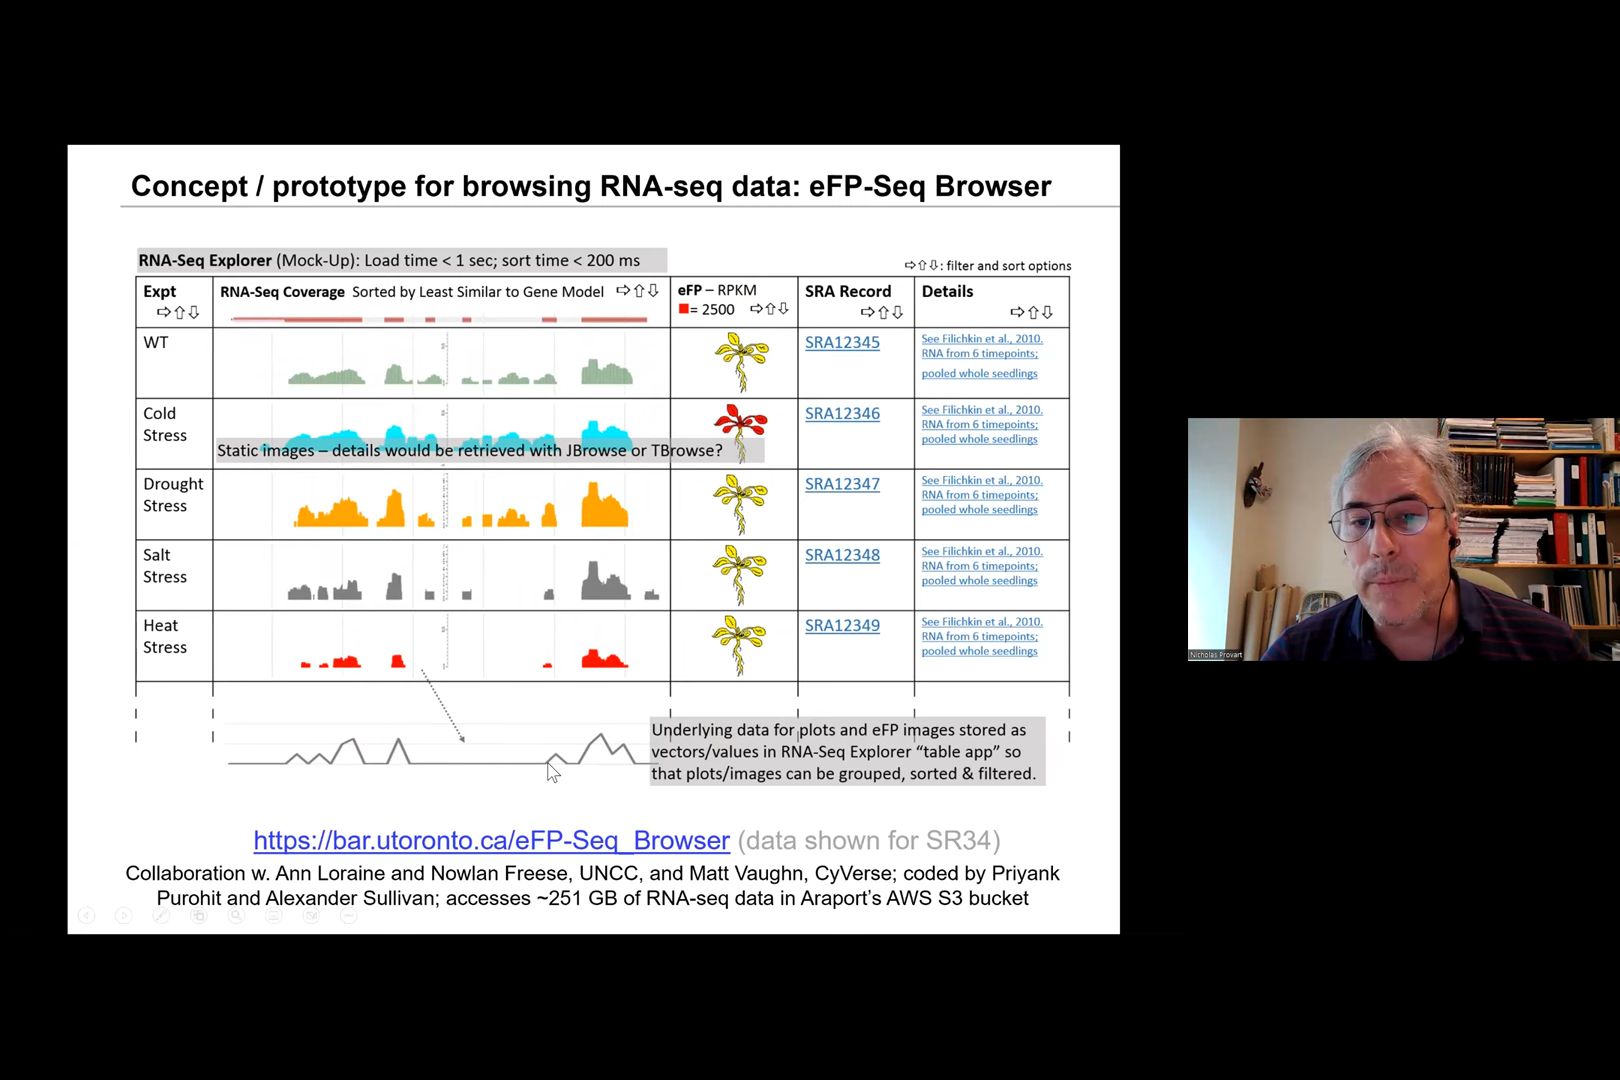 Concept / prototype for browsing RNA-seq data: eFP-Seq Browser
RNA-Seq Explorer (Mock-Up): Load time < 1 sec; sort time < 200 ms
⇨⇧⇩: filter and sort options
Expt ⇨⇧⇩
RNA-Seq Coverage Sorted by Least Similar to Gene Model ⇨⇧⇩
eFP – RPKM
= 2500 ⇨⇧⇩
SRA Record ⇨⇧⇩
Details ⇨⇧⇩
WT
SRA12345
See Filichkin et al., 2010.
RNA from 6 timepoints;
pooled whole seedlings
Cold
Stress
SRA12346
See Filichkin et al., 2010.
RNA from 6 timepoints;
pooled whole seedlings
Static images – details would be retrieved with JBrowse or TBrowse?
Drought
Stress
SRA12347
See Filichkin et al., 2010.
RNA from 6 timepoints;
pooled whole seedlings
Salt
Stress
SRA12348
See Filichkin et al., 2010.
RNA from 6 timepoints;
pooled whole seedlings
Heat
Stress
SRA12349
See Filichkin et al., 2010.
RNA from 6 timepoints;
pooled whole seedlings
Underlying data for plots and eFP images stored as
vectors/values in RNA-Seq Explorer “table app” so
that plots/images can be grouped, sorted & filtered.
https://bar.utoronto.ca/eFP-Seq_Browser (data shown for SR34)
Collaboration w. Ann Loraine and Nowlan Freese, UNCC, and Matt Vaughn, CyVerse; coded by Priyank
Purohit and Alexander Sullivan; accesses ~251 GB of RNA-seq data in Araport’s AWS S3 bucket
Nicholas Provart